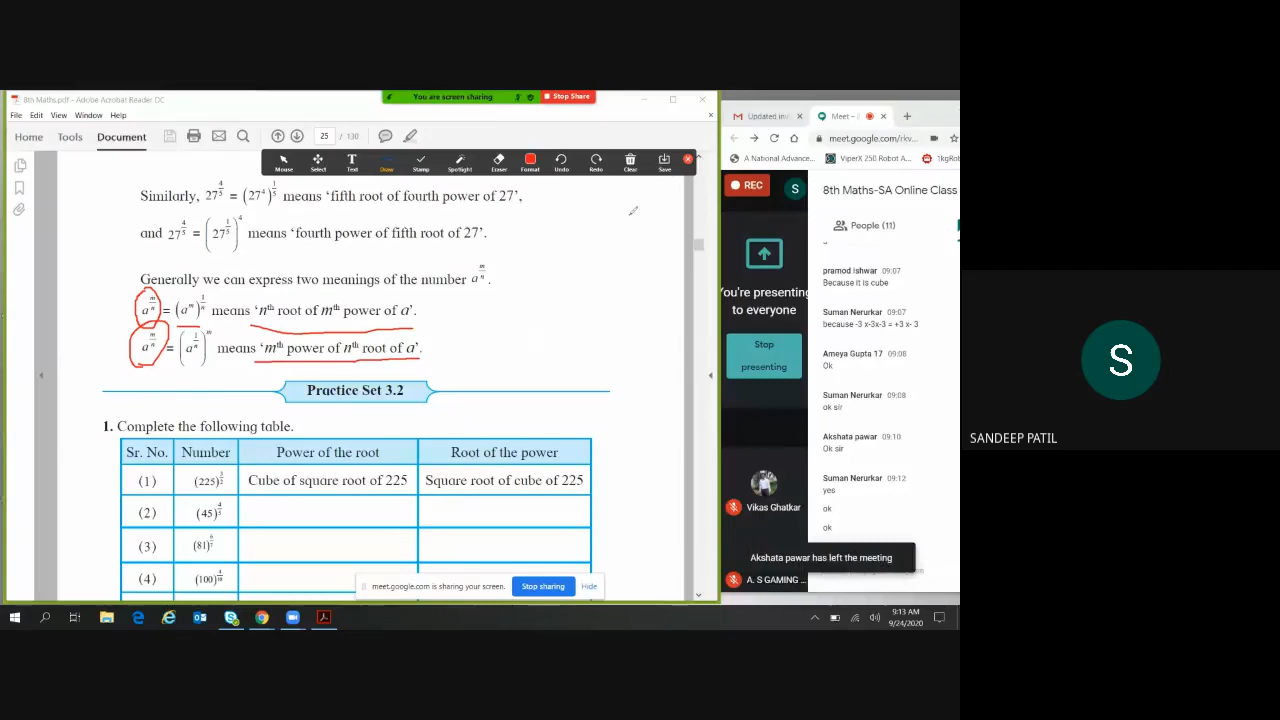 8th Maths.pdf - Adobe Acrobat Reader DC
You are screen sharing
Stop Share
File Edit View Window Help
Home Tools Document
25 / 130
Mouse Select Text Draw Stamp Spotlight Eraser Format Undo Redo Clear Save
Similarly, 27^(4/5) = (27^4)^(1/5) means ‘fifth root of fourth power of 27’,
and 27^(4/5) = (27^(1/5))^4 means ‘fourth power of fifth root of 27’.
Generally we can express two meanings of the number a^(m/n).
a^(m/n) = (a^m)^(1/n) means ‘nth root of mth power of a’.
a^(m/n) = (a^(1/n))^m means ‘mth power of nth root of a’.
Practice Set 3.2
1. Complete the following table.
Sr. No. Number Power of the root Root of the power
(1) (225)^(3/2) Cube of square root of 225 Square root of cube of 225
(2) (45)^(4/5)
(3) (81)^(6/7)
(4) (100)^(4/10)
meet.google.com is sharing your screen.
Stop sharing
Hide
Updated in
Meet –
meet.google.com/rkv...
A National Advance...
ViperX 250 Robot A...
1kgRo
REC
S
8th Maths-SA Online Class
People (11)
You're presenting
to everyone
Stop
presenting
pramod ishwar 09:07
Because it is cube
Suman Nerurkar 09:07
because -3 x-3x-3 = +3 x- 3
Ameya Gupta 17 09:08
Ok
Suman Nerurkar 09:08
ok sir
Akshata pawar 09:10
Ok sir
Suman Nerurkar 09:12
yes
ok
ok
Vikas Ghatkar
Akshata pawar has left the meeting
A. S GAMING ...
9:13 AM
9/24/2020
S
SANDEEP PATIL